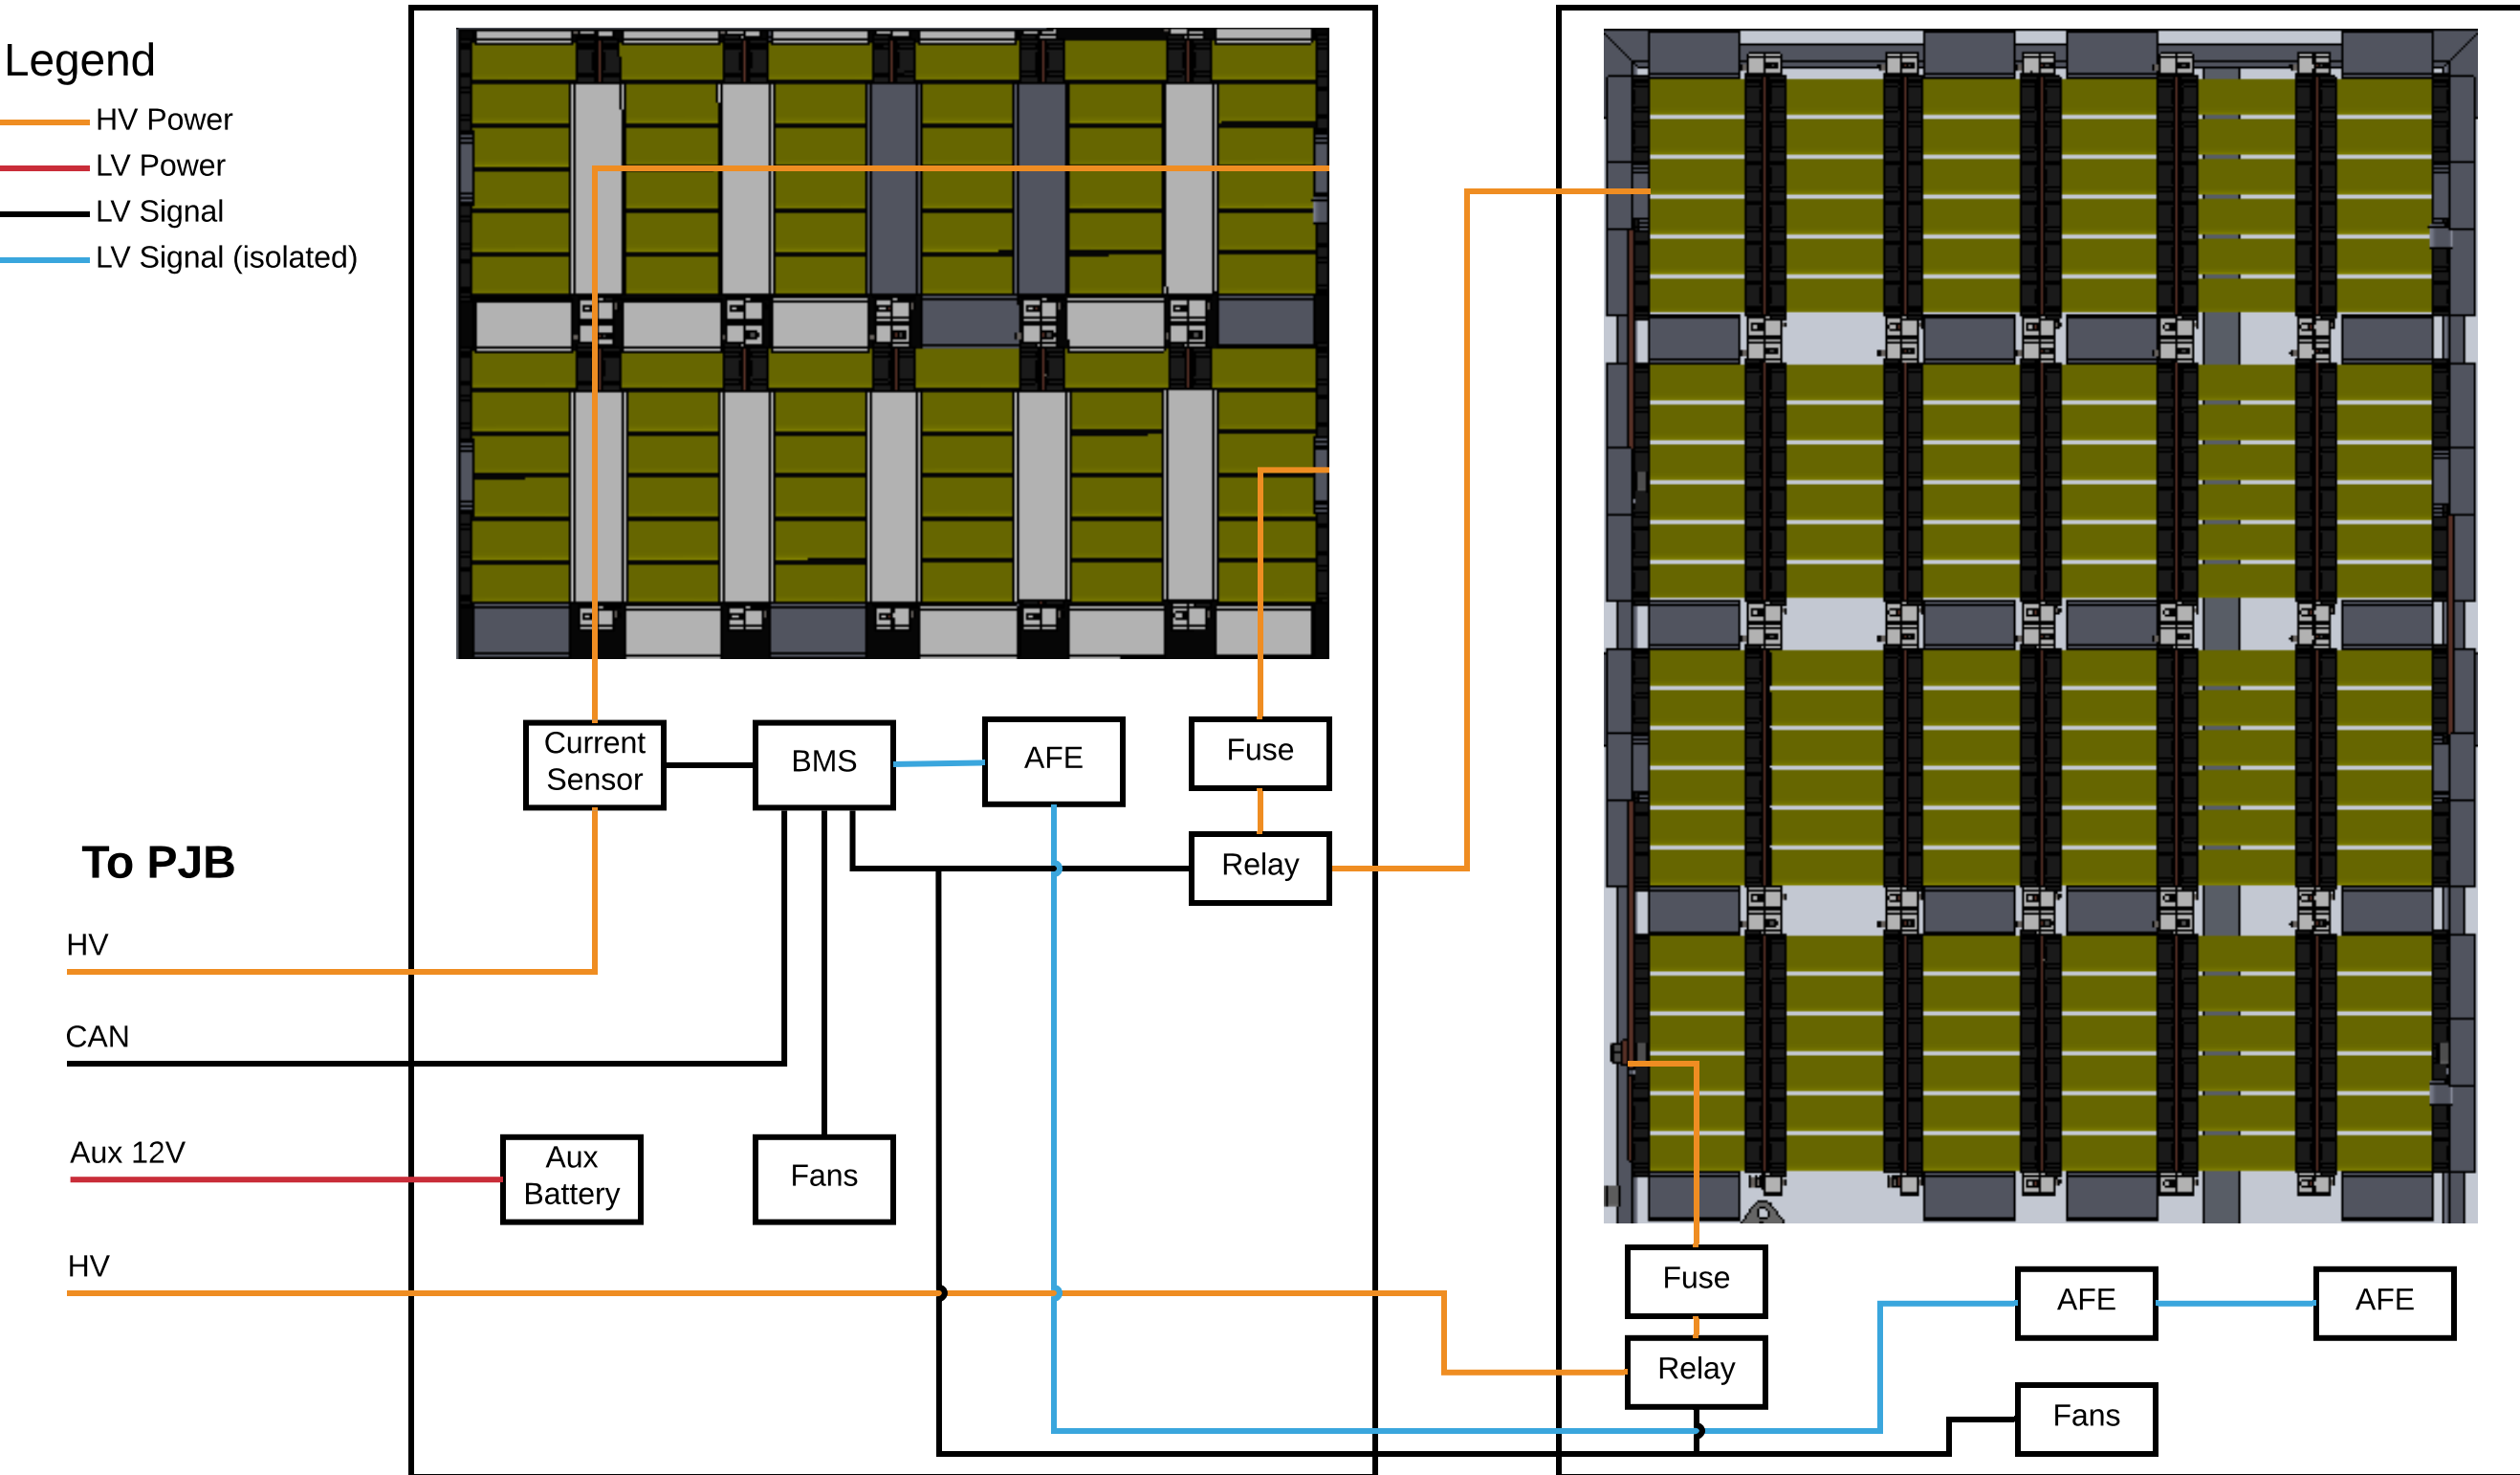 Legend
HV Power
LV Power
LV Signal
LV Signal (isolated)
Current
Sensor
BMS
AFE
Fuse
Relay
To PJB
HV
CAN
Aux 12V
Aux
Battery
Fans
HV
Fuse
Relay
AFE
AFE
Fans